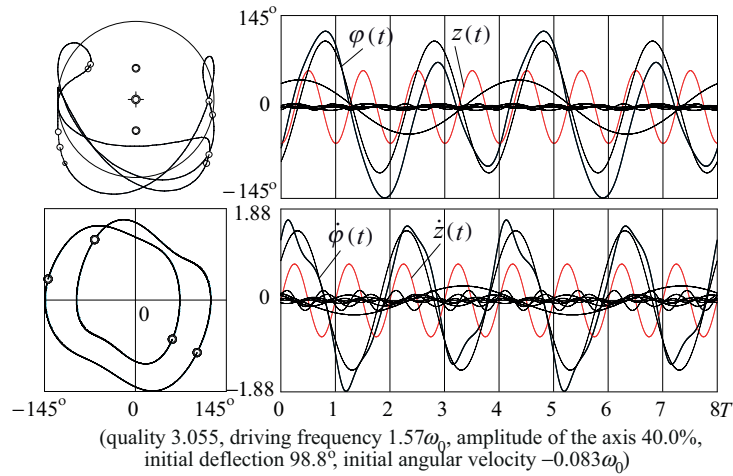 145°
φ(t)
z(t)
0
−145°
1.88
φ̇(t)
ż(t)
0
0
−1.88
−145° 0 145°
0 1 2 3 4 5 6 7 8T
(quality 3.055, driving frequency 1.57ω₀, amplitude of the axis 40.0%,
initial deflection 98.8°, initial angular velocity −0.083ω₀)